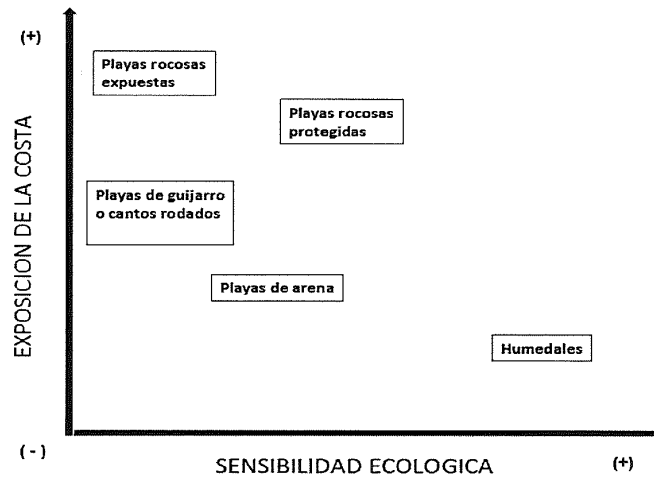 (+)
Playas rocosas
expuestas
Playas rocosas
protegidas
EXPOSICION DE LA COSTA
Playas de guijarro
o cantos rodados
Playas de arena
Humedales
(-)
SENSIBILIDAD ECOLOGICA
(+)